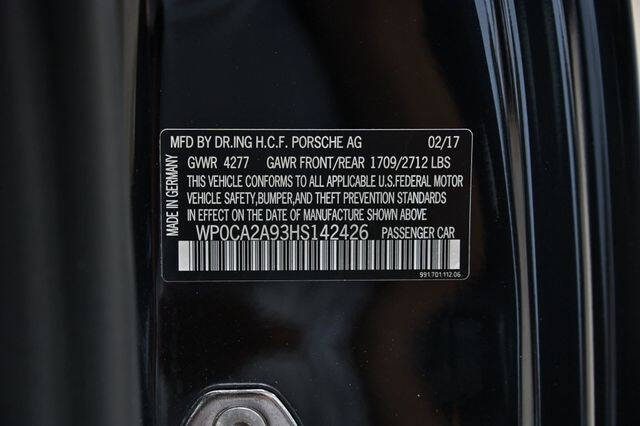 MFD BY DR.ING H.C.F. PORSCHE AG 02/17
GVWR 4277 GAWR FRONT/REAR 1709/2712 LBS
THIS VEHICLE CONFORMS TO ALL APPLICABLE U.S.FEDERAL MOTOR
VEHICLE SAFETY,BUMPER,AND THEFT PREVENTION STANDARDS
IN EFFECT ON THE DATE OF MANUFACTURE SHOWN ABOVE
WP0CA2A93HS142426 PASSENGER CAR
991.701.112.06
MADE IN GERMANY